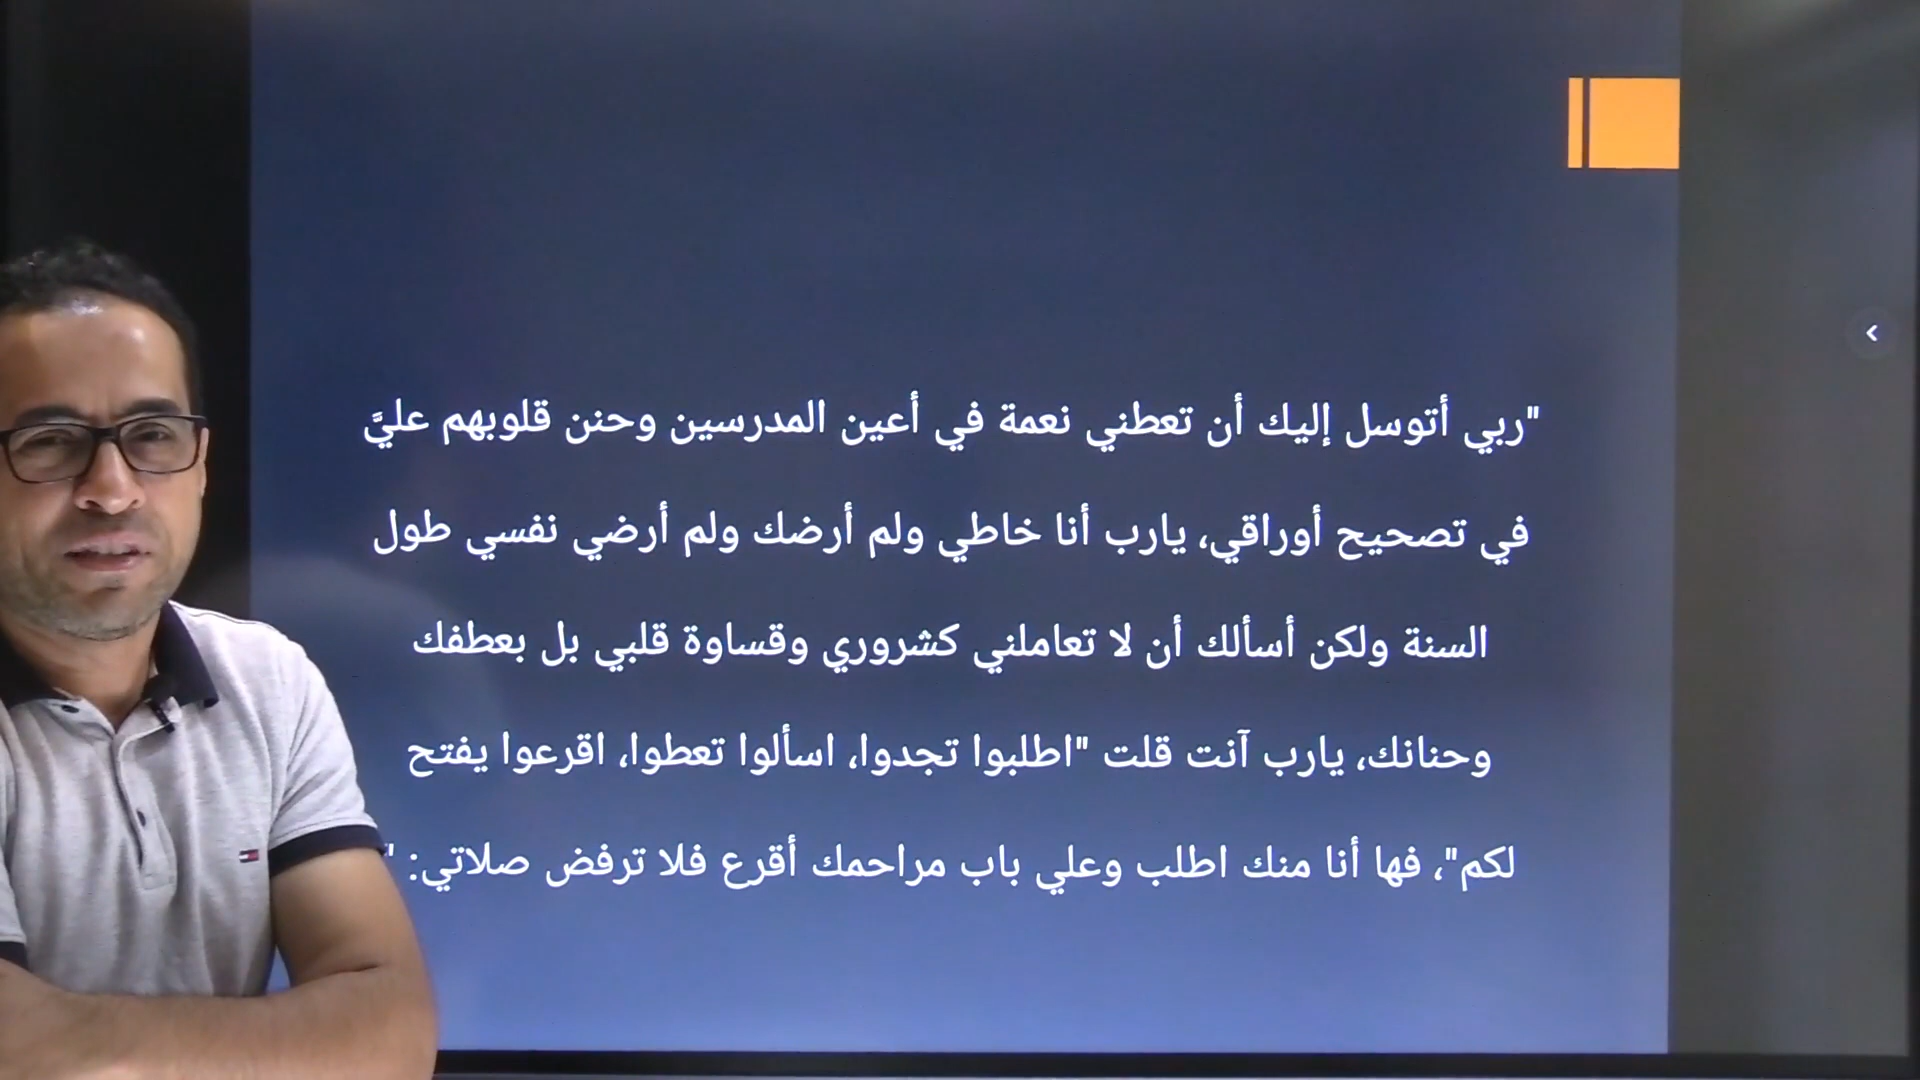 "ربي أتوسل إليك أن تعطني نعمة في أعين المدرسين وحنن قلوبهم عليَّ
في تصحيح أوراقي، يارب أنا خاطي ولم أرضك ولم أرضي نفسي طول
السنة ولكن أسألك أن لا تعاملني كشروري وقساوة قلبي بل بعطفك
وحنانك، يارب آنت قلت "اطلبوا تجدوا، اسألوا تعطوا، اقرعوا يفتح
لكم"، فها أنا منك اطلب وعلي باب مراحمك أقرع فلا ترفض صلاتي: "